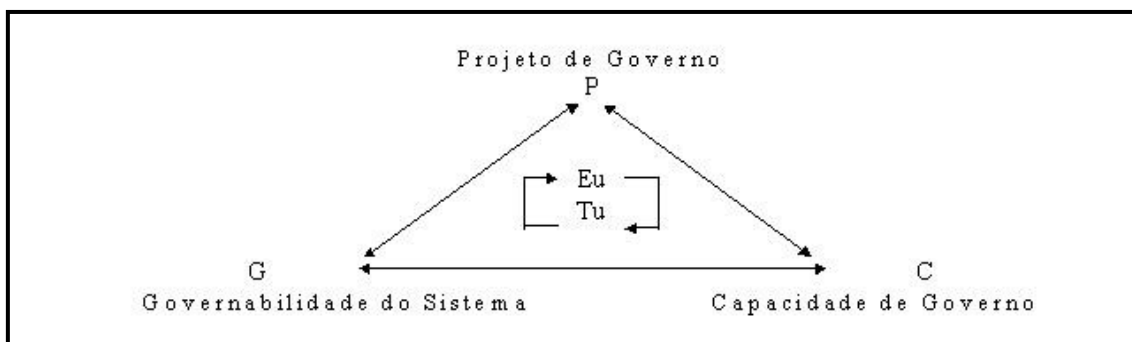 Projeto de Governo
P
Eu
Tu
G C
Governabilidade do Sistema Capacidade de Governo